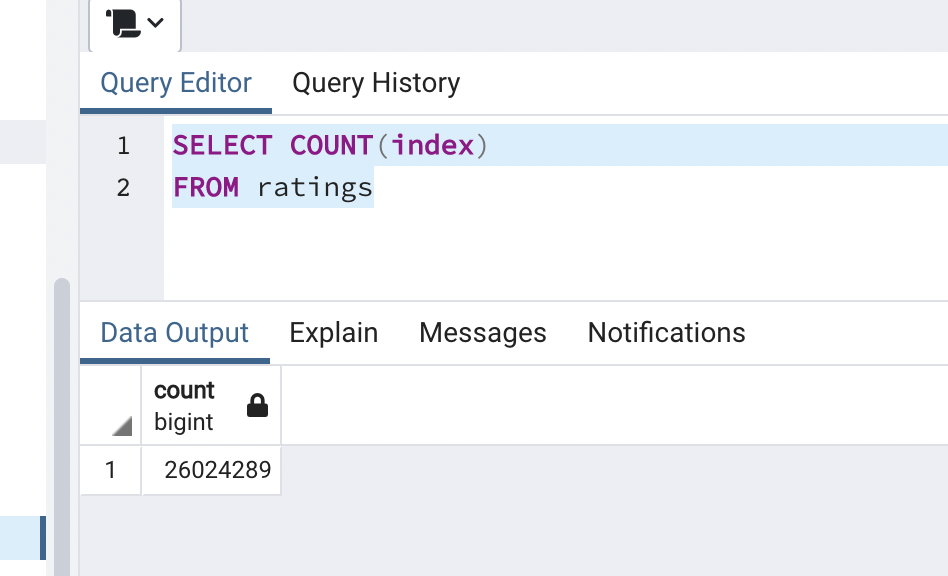 Query Editor Query History
1 SELECT COUNT(index)
2 FROM ratings
Data Output Explain Messages Notifications
count
bigint
1 26024289